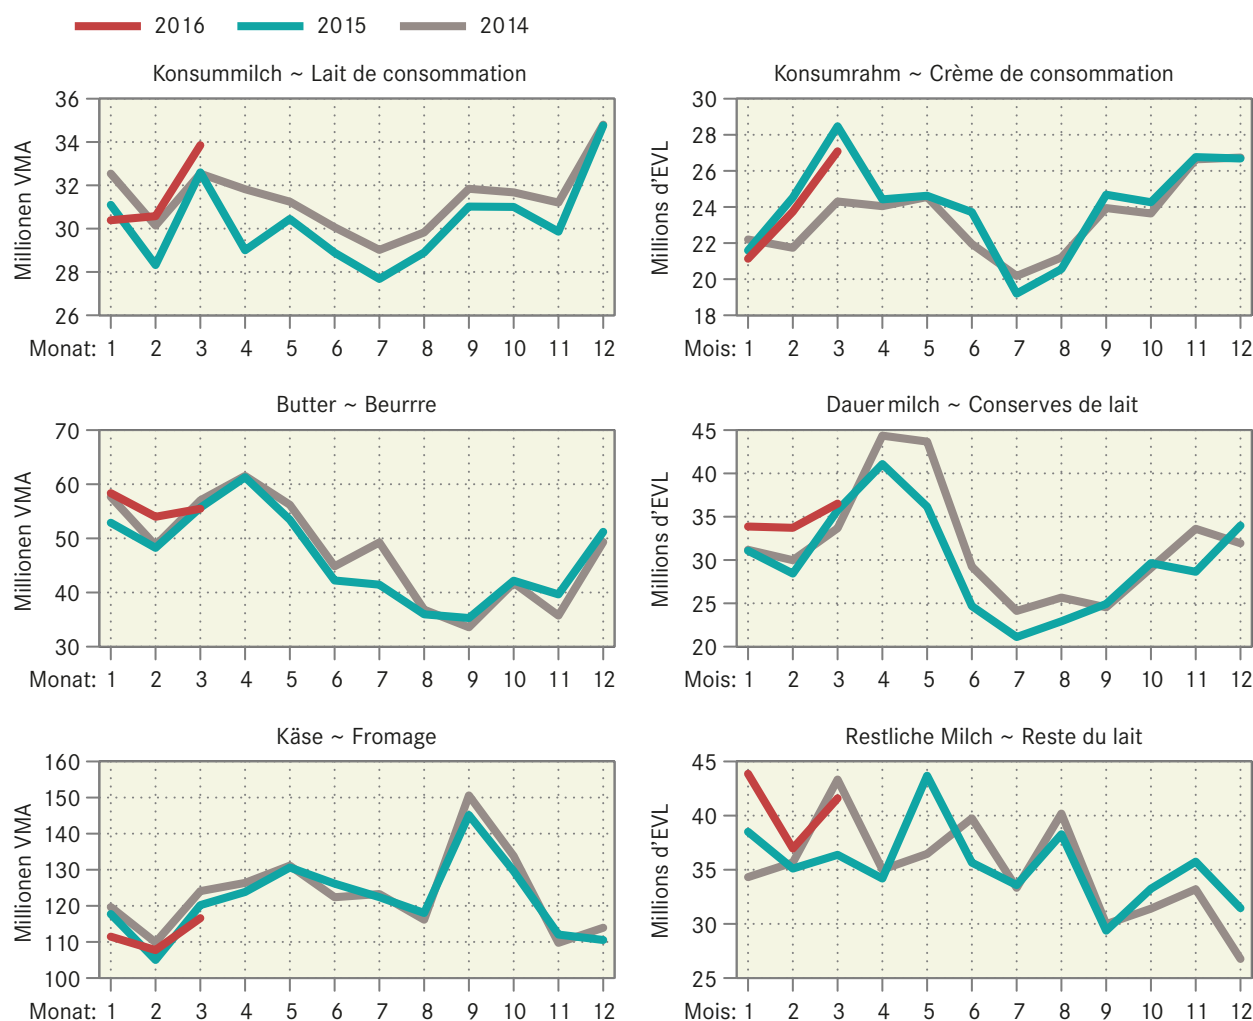 2016 2015 2014
Konsummilch ~ Lait de consommation
Millionen VMA
36
34
32
30
28
26
Monat: 1 2 3 4 5 6 7 8 9 10 11 12
Konsumrahm ~ Crème de consommation
Millions d'EVL
30
28
26
24
22
20
18
Mois: 1 2 3 4 5 6 7 8 9 10 11 12
Butter ~ Beurrre
Millionen VMA
70
60
50
40
30
Monat: 1 2 3 4 5 6 7 8 9 10 11 12
Dauermilch ~ Conserves de lait
Millions d'EVL
45
40
35
30
25
20
Mois: 1 2 3 4 5 6 7 8 9 10 11 12
Käse ~ Fromage
Millionen VMA
160
150
140
130
120
110
100
Monat: 1 2 3 4 5 6 7 8 9 10 11 12
Restliche Milch ~ Reste du lait
Millions d'EVL
45
40
35
30
25
Mois: 1 2 3 4 5 6 7 8 9 10 11 12